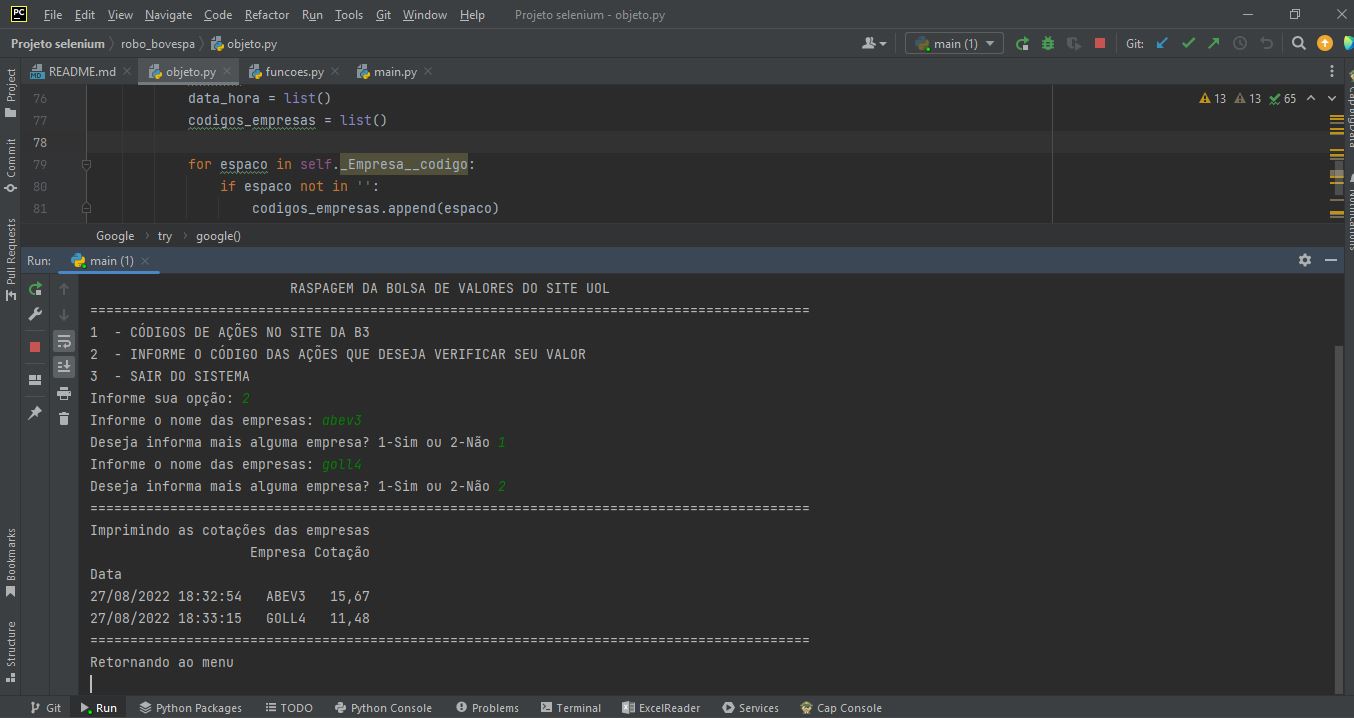 PC File Edit View Navigate Code Refactor Run Tools Git Window Help Projeto selenium - objeto.py
Projeto selenium robo_bovespa objeto.py main (1) Git:
README.md objeto.py funcoes.py main.py
Project
Commit
Pull Requests
Bookmarks
Structure
76 data_hora = list()
13 13 65
77 codigos_empresas = list()
78
79 for espaco in self._Empresa__codigo:
80 if espaco not in '':
81 codigos_empresas.append(espaco)
Google try google()
Run: main (1)
RASPAGEM DA BOLSA DE VALORES DO SITE UOL
==========================================================================================
1 - CÓDIGOS DE AÇÕES NO SITE DA B3
2 - INFORME O CÓDIGO DAS AÇÕES QUE DESEJA VERIFICAR SEU VALOR
3 - SAIR DO SISTEMA
Informe sua opção: 2
Informe o nome das empresas: abev3
Deseja informa mais alguma empresa? 1-Sim ou 2-Não 1
Informe o nome das empresas: goll4
Deseja informa mais alguma empresa? 1-Sim ou 2-Não 2
==========================================================================================
Imprimindo as cotações das empresas
Empresa Cotação
Data
27/08/2022 18:32:54 ABEV3 15,67
27/08/2022 18:33:15 GOLL4 11,48
==========================================================================================
Retornando ao menu
Git Run Python Packages TODO Python Console Problems Terminal ExcelReader Services Cap Console